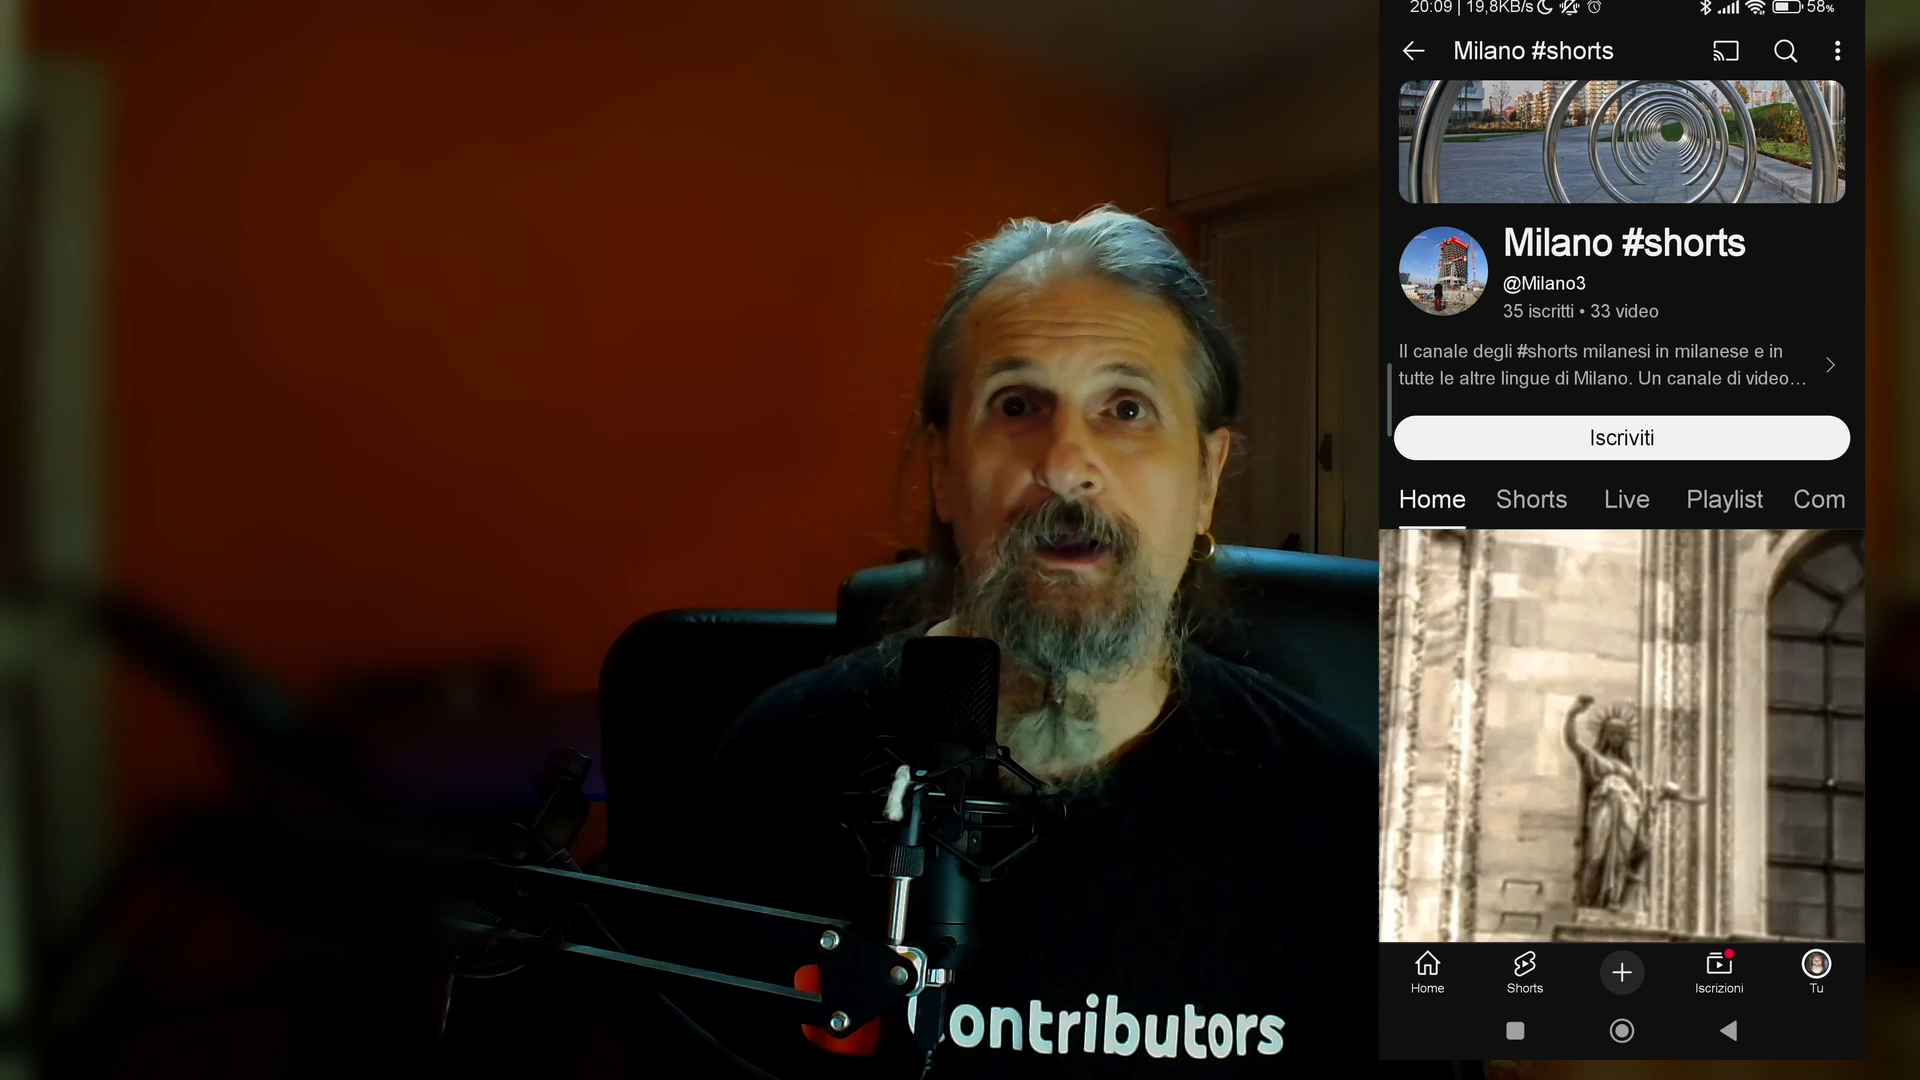 20:09 | 19,8KB/s
58%
Milano #shorts
Milano #shorts
@Milano3
35 iscritti • 33 video
Il canale degli #shorts milanesi in milanese e in
tutte le altre lingue di Milano. Un canale di video…
Iscriviti
Home Shorts Live Playlist Com
Home Shorts Iscrizioni Tu
ontributors